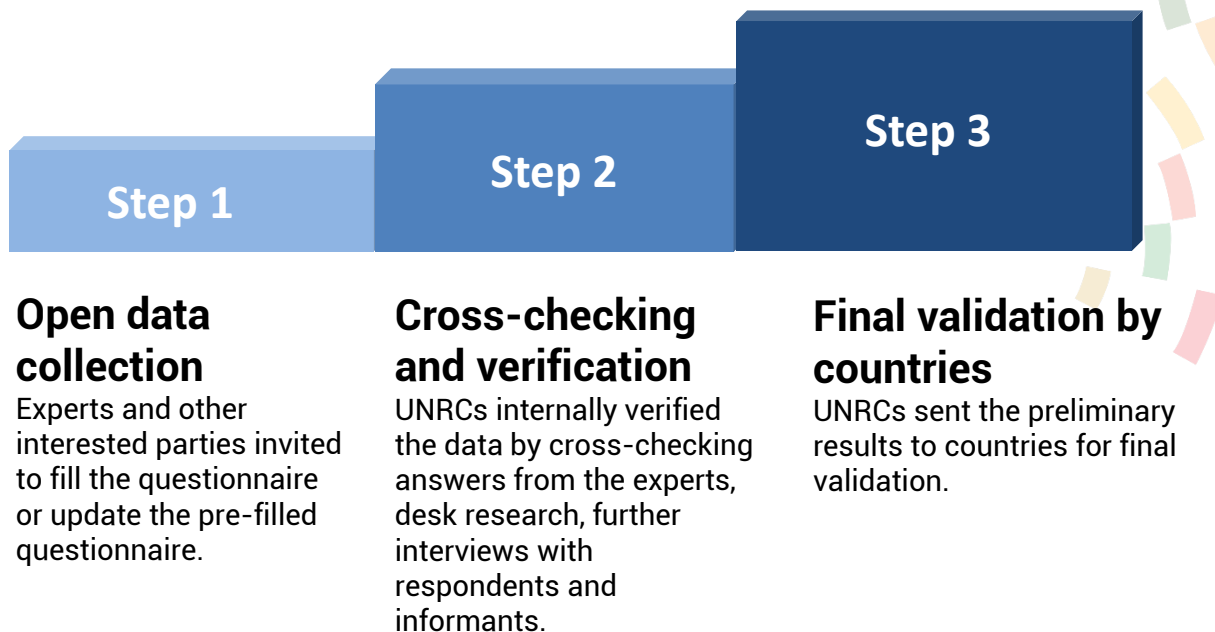 Step 1
Step 2
Step 3
Open data
collection
Experts and other
interested parties invited
to fill the questionnaire
or update the pre-filled
questionnaire.
Cross-checking
and verification
UNRCs internally verified
the data by cross-checking
answers from the experts,
desk research, further
interviews with
respondents and
informants.
Final validation by
countries
UNRCs sent the preliminary
results to countries for final
validation.